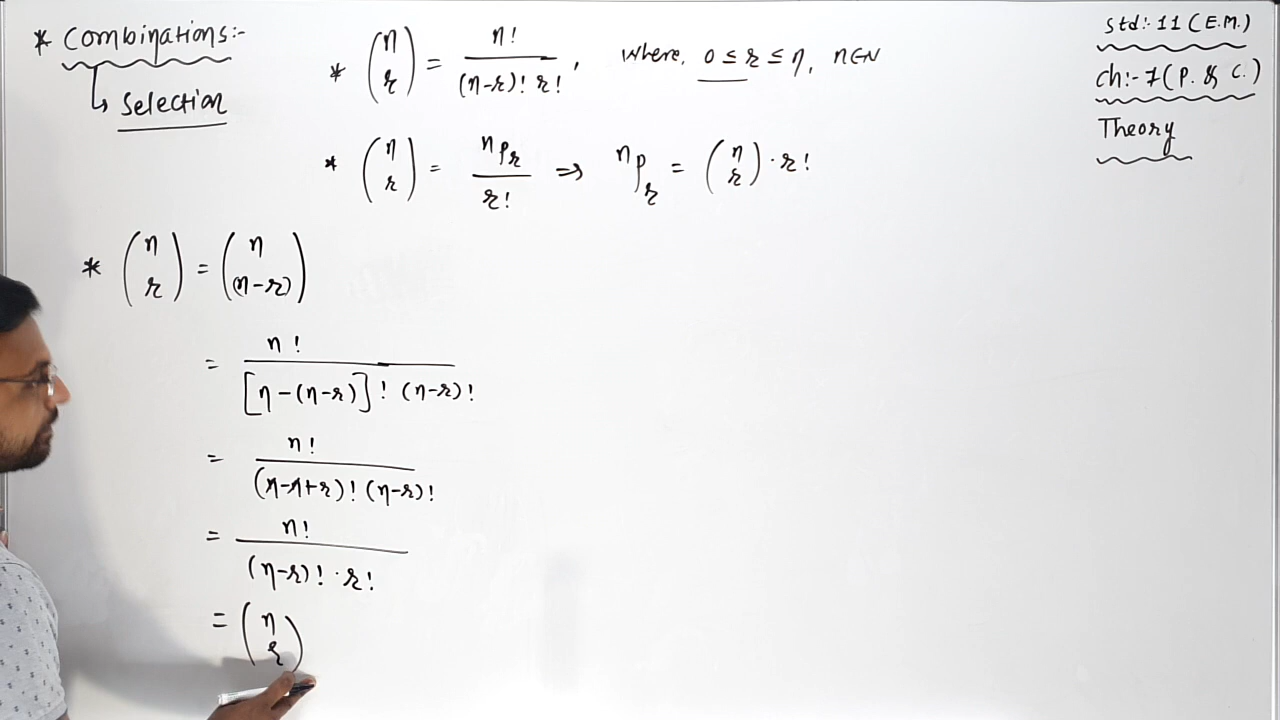 * Combinations:-
↳ Selection
* (n r) = n! / (n-r)! r! , where, 0 ≤ r ≤ n, n∈N
* (n r) = nPr / r! ⇒ nPr = (n r) · r!
std:- 11 (E.M.)
ch:- 7 (P. & C.)
Theory
* (n r) = (n (n-r))
= n! / [n-(n-r)]! (n-r)!
= n! / (n-n+r)! (n-r)!
= n! / (n-r)! · r!
= (n r)